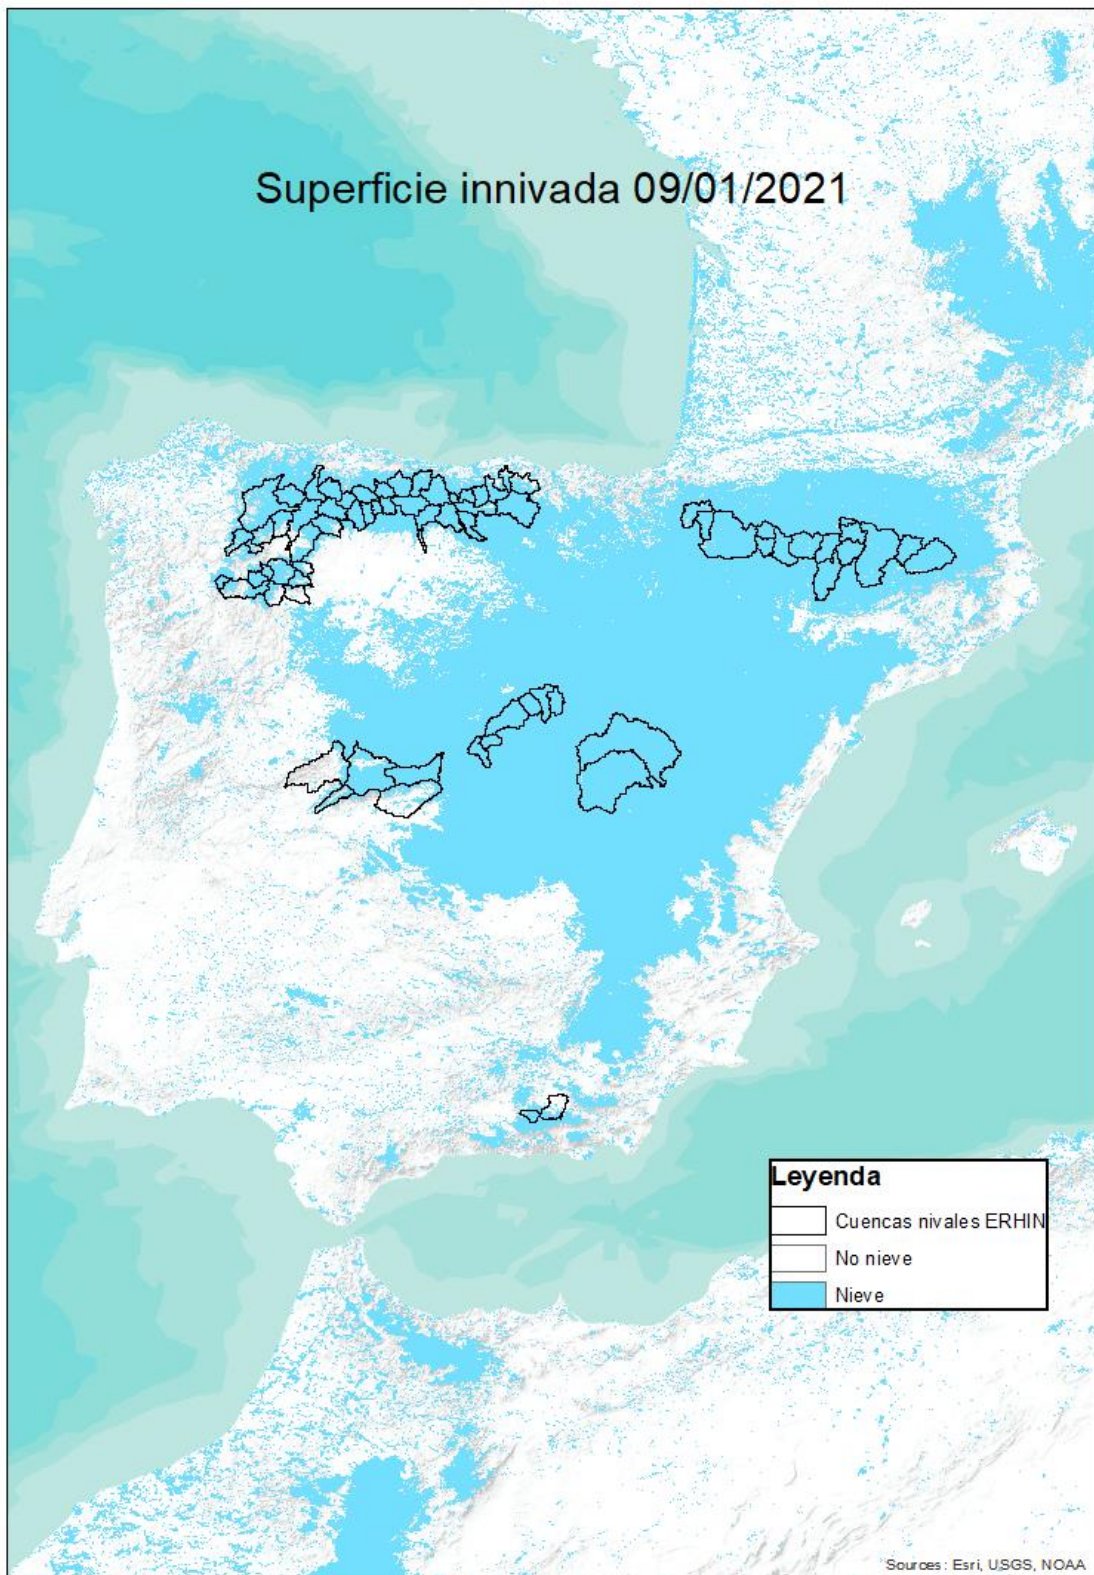 Superficie innivada 09/01/2021
Leyenda
Cuencas nivales ERHIN
No nieve
Nieve
Sources: Esri, USGS, NOAA